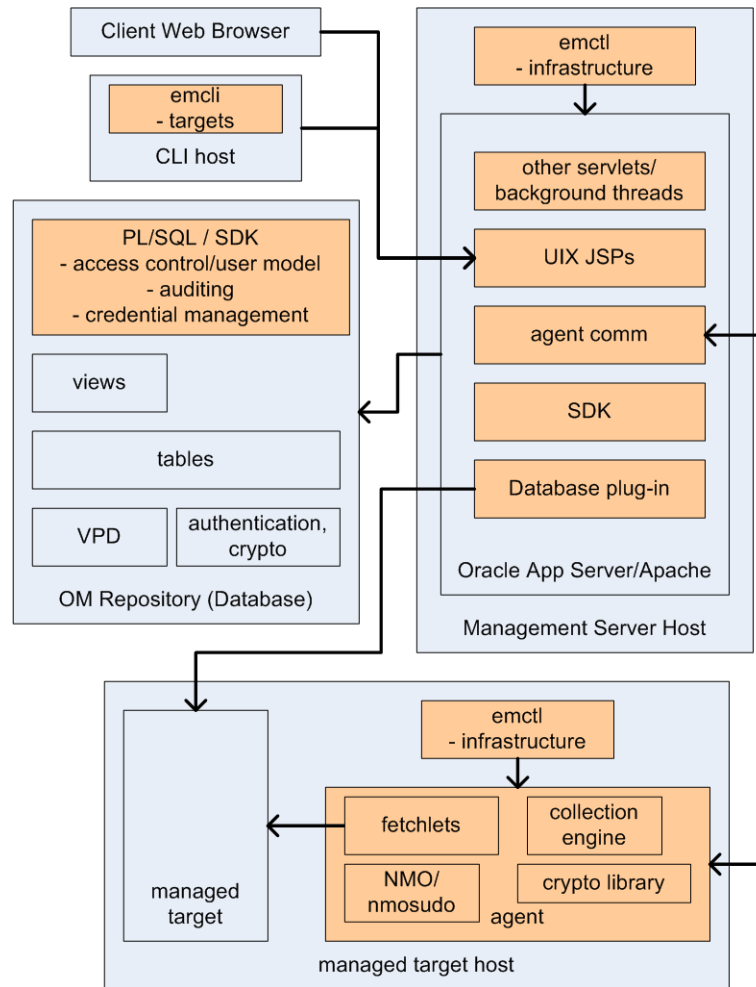 Client Web Browser
emcli
- targets
CLI host
PL/SQL / SDK
- access control/user model
- auditing
- credential management
views
tables
VPD
authentication,
crypto
OM Repository (Database)
emctl
- infrastructure
other servlets/
background threads
UIX JSPs
agent comm
SDK
Database plug-in
Oracle App Server/Apache
Management Server Host
managed
target
emctl
- infrastructure
fetchlets
collection
engine
NMO/
nmosudo
crypto library
agent
managed target host